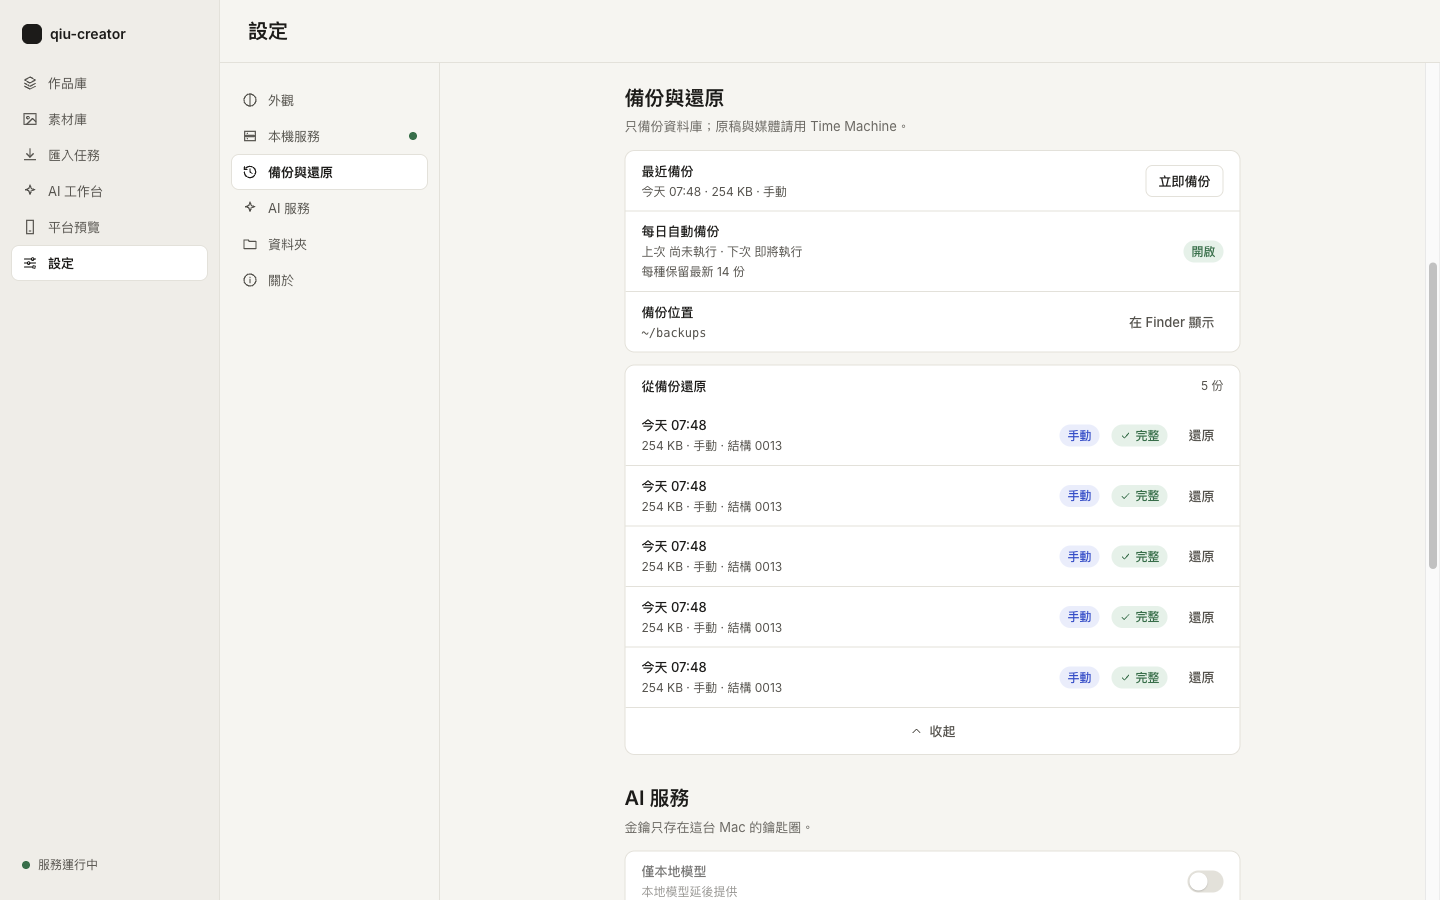 qiu-creator
作品庫
素材庫
匯入任務
AI 工作台
平台預覽
設定
服務運行中
設定
外觀
本機服務
備份與還原
AI 服務
資料夾
關於
備份與還原
只備份資料庫；原稿與媒體請用 Time Machine。
最近備份
今天 07:48 · 254 KB · 手動
立即備份
每日自動備份
上次 尚未執行 · 下次 即將執行
每種保留最新 14 份
開啟
備份位置
~/backups
在 Finder 顯示
從備份還原
5 份
今天 07:48
254 KB · 手動 · 結構 0013
手動
完整
還原
今天 07:48
254 KB · 手動 · 結構 0013
手動
完整
還原
今天 07:48
254 KB · 手動 · 結構 0013
手動
完整
還原
今天 07:48
254 KB · 手動 · 結構 0013
手動
完整
還原
今天 07:48
254 KB · 手動 · 結構 0013
手動
完整
還原
收起
AI 服務
金鑰只存在這台 Mac 的鑰匙圈。
僅本地模型
本地模型延後提供